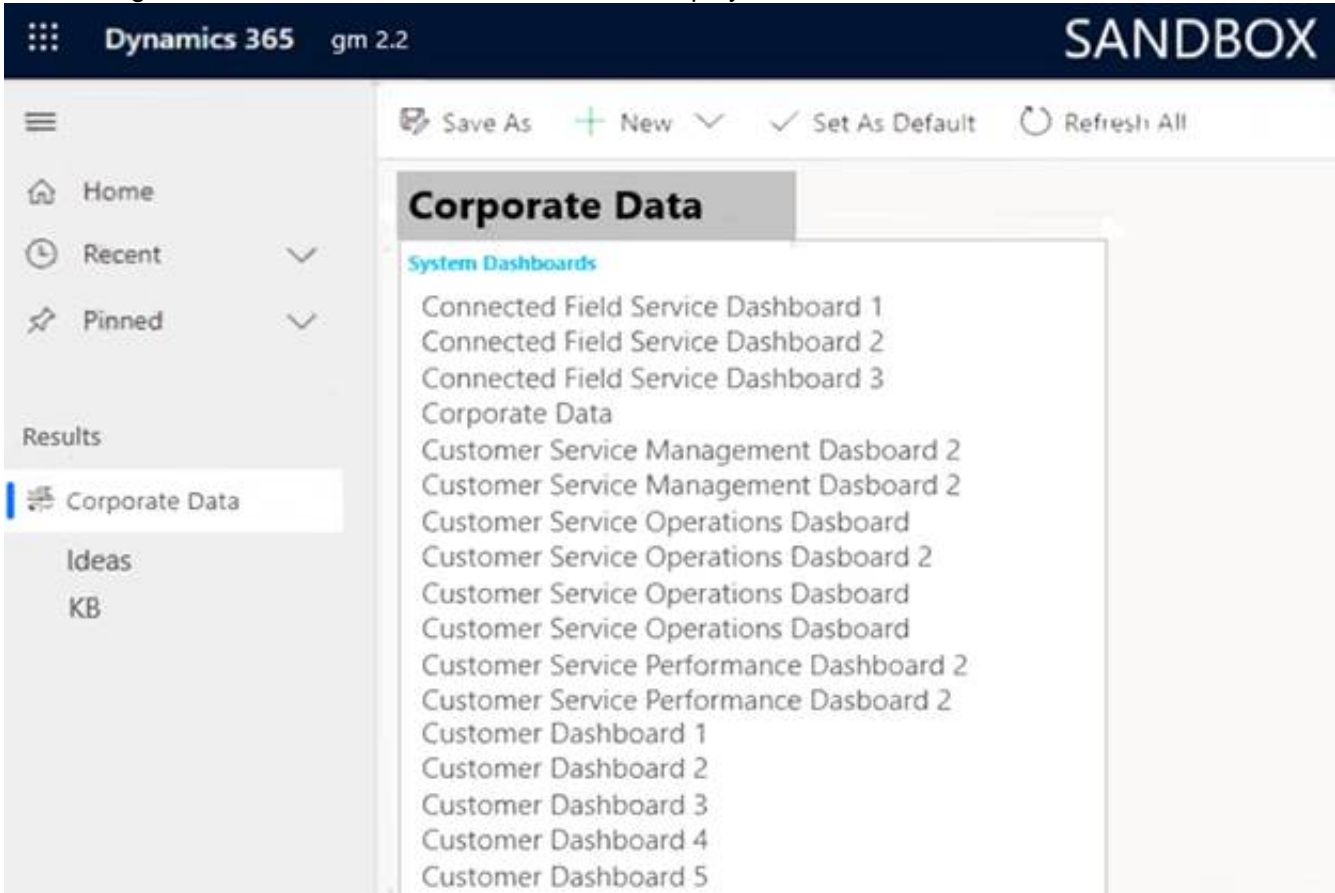 Dynamics 365 gm 2.2 SANDBOX
Save As New Set As Default Refresh All
Home
Recent
Pinned
Results
Corporate Data
Ideas
KB
Corporate Data
System Dashboards
Connected Field Service Dashboard 1
Connected Field Service Dashboard 2
Connected Field Service Dashboard 3
Corporate Data
Customer Service Management Dasboard 2
Customer Service Management Dasboard 2
Customer Service Operations Dasboard
Customer Service Operations Dasboard 2
Customer Service Operations Dasboard
Customer Service Operations Dasboard
Customer Service Performance Dashboard 2
Customer Service Performance Dasboard 2
Customer Dashboard 1
Customer Dashboard 2
Customer Dashboard 3
Customer Dashboard 4
Customer Dashboard 5